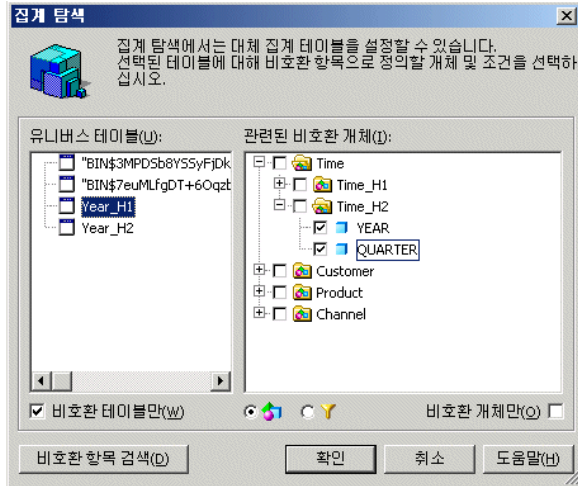 집계 탐색
집계 탐색에서는 대체 집계 테이블을 설정할 수 있습니다.
선택된 테이블에 대해 비호환 항목으로 정의할 개체 및 조건을 선택하
십시오.
유니버스 테이블(U):
관련된 비호환 개체(I):
"BIN$3MPDSb8YSSyFjDk
"BIN$7euMLfgDT+6Oqzt
Year_H1
Year_H2
Time
Time_H1
Time_H2
YEAR
QUARTER
Customer
Product
Channel
비호환 테이블만(W)
비호환 개체만(O)
비호환 항목 검색(D)
확인
취소
도움말(H)